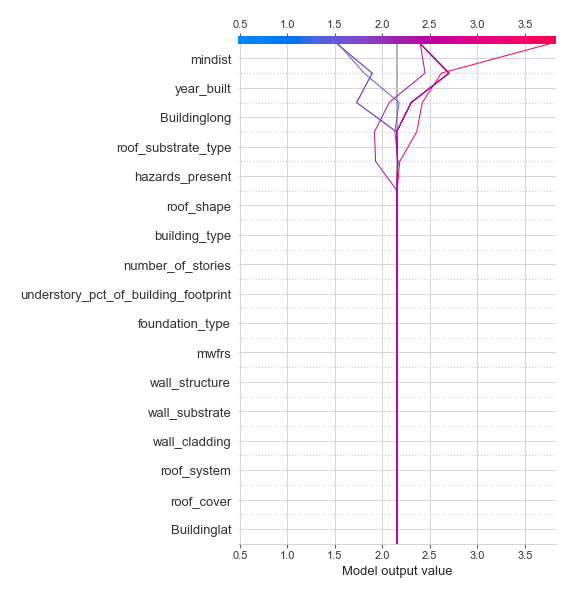 0.5 1.0 1.5 2.0 2.5 3.0 3.5
mindist
year_built
Buildinglong
roof_substrate_type
hazards_present
roof_shape
building_type
number_of_stories
understory_pct_of_building_footprint
foundation_type
mwfrs
wall_structure
wall_substrate
wall_cladding
roof_system
roof_cover
Buildinglat
0.5 1.0 1.5 2.0 2.5 3.0 3.5
Model output value